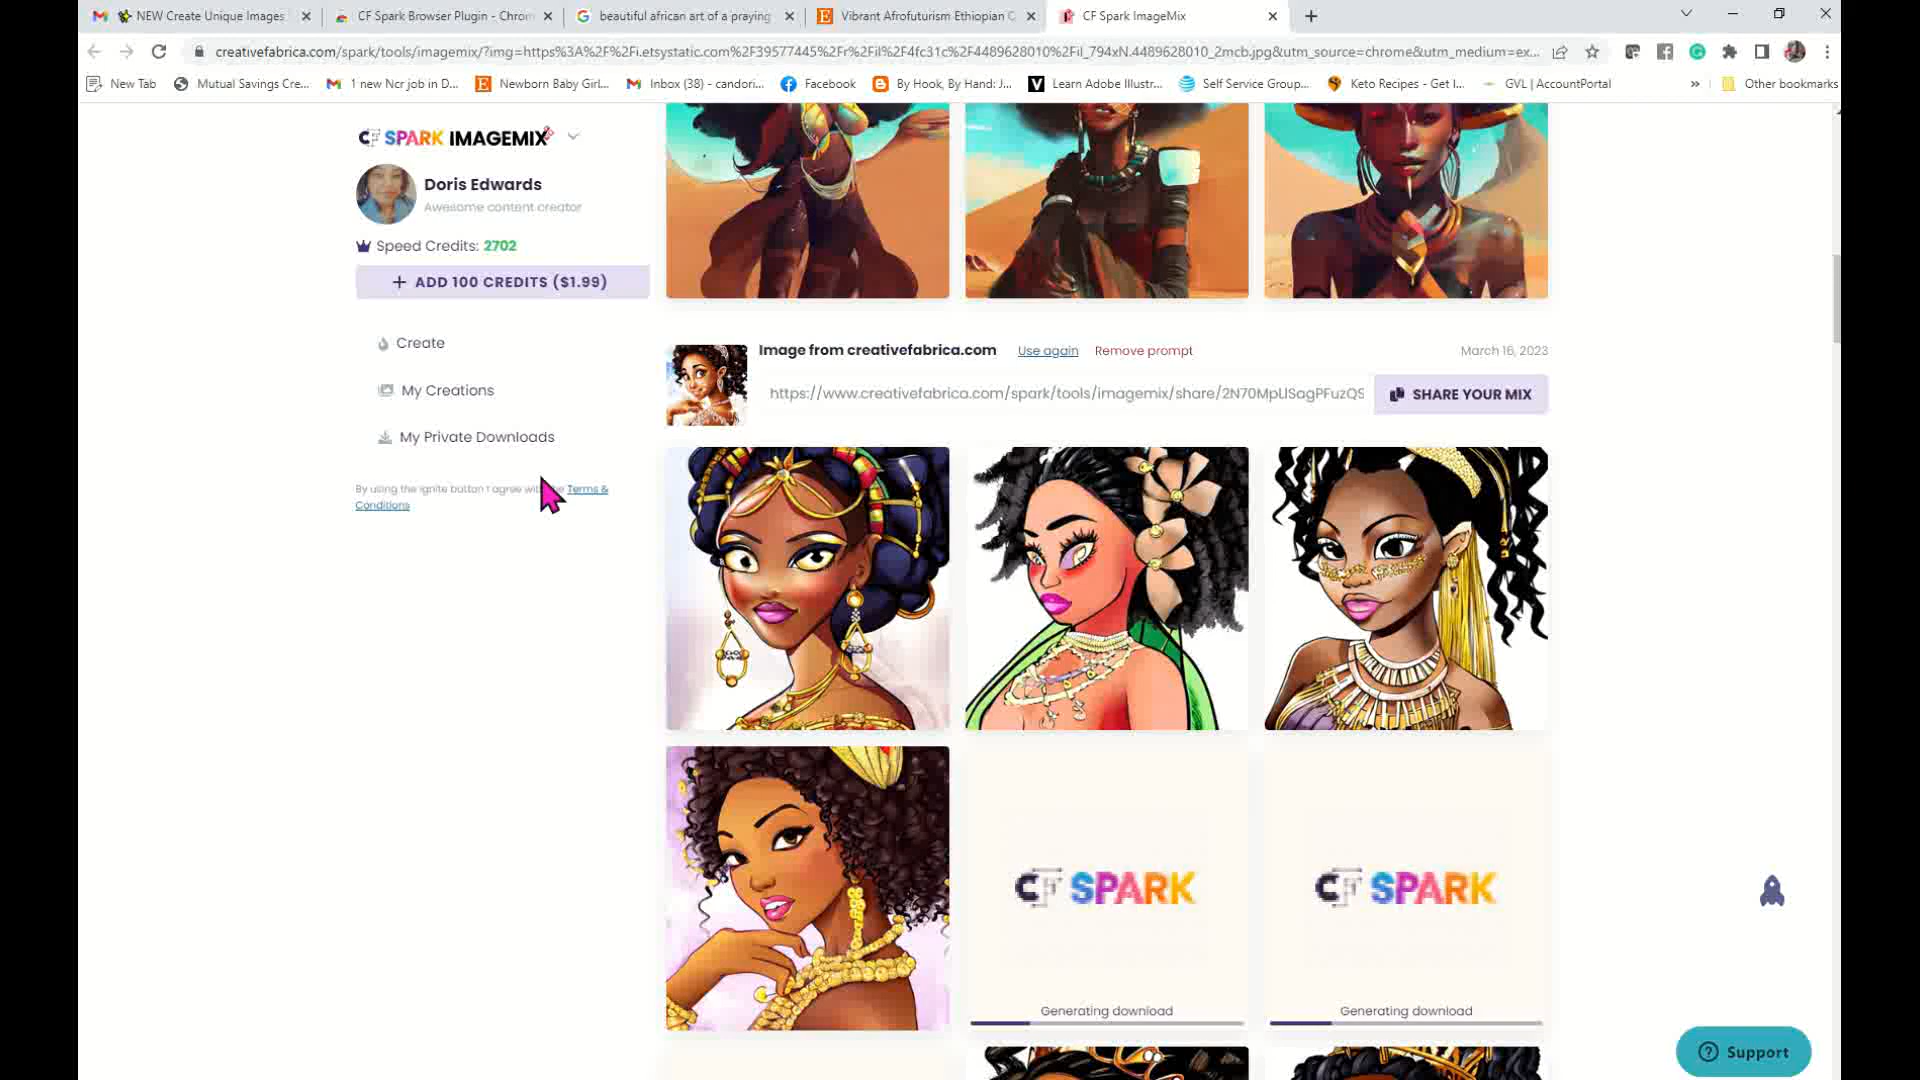 NEW Create Unique Images
CF Spark Browser Plugin - Chrom
beautiful african art of a praying
Vibrant Afrofuturism Ethiopian
CF Spark ImageMix
creativefabrica.com/spark/tools/imagemix/?img=https%3A%2F%2Fi.etsystatic.com%2F39577445%2Fr%2Fil%2F4fc31c%2F4489628010%2Fil_794xN.4489628010_2mcb.jpg&utm_source=chrome&utm_medium=ex...
New Tab
Mutual Savings Cre...
1 new Ncr job in D...
Newborn Baby Girl...
Inbox (38) - candori...
Facebook
By Hook, By Hand: J...
Learn Adobe Illustr...
Self Service Group...
Keto Recipes - Get I...
GVL | AccountPortal
»
Other bookmarks
CF SPARK IMAGEMIX
Doris Edwards
Awesome content creator
Speed Credits: 2702
+ ADD 100 CREDITS ($1.99)
Create
My Creations
My Private Downloads
By using the ignite button I agree with Terms &
Conditions
Image from creativefabrica.com Use again Remove prompt March 16, 2023
https://www.creativefabrica.com/spark/tools/imagemix/share/2N70MpUSagPFuzQS
SHARE YOUR MIX
CF SPARK
Generating download
CF SPARK
Generating download
Support